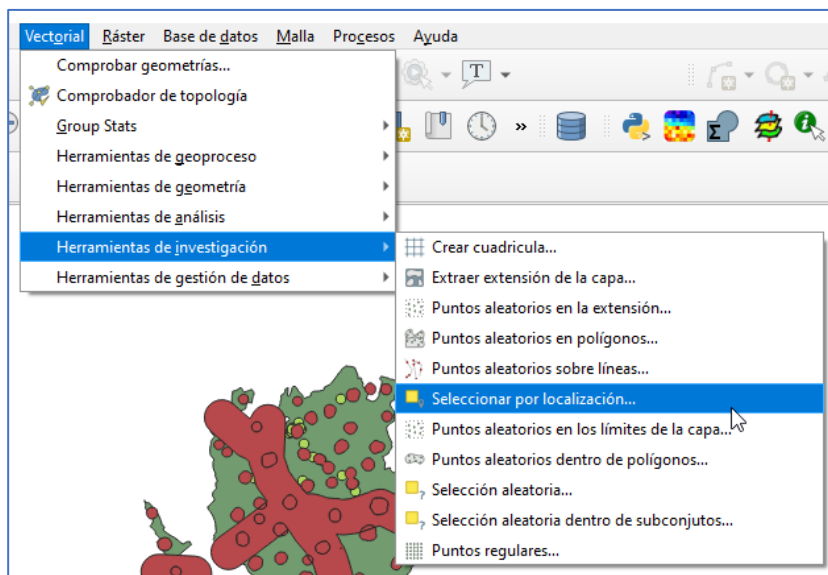 Vectorial Ráster Base de datos Malla Procesos Ayuda
Comprobar geometrías...
Comprobador de topología
Group Stats
Herramientas de geoproceso
Herramientas de geometría
Herramientas de análisis
Herramientas de investigación
Herramientas de gestión de datos
T
»
Σ
Crear cuadricula...
Extraer extensión de la capa...
Puntos aleatorios en la extensión...
Puntos aleatorios en polígonos...
Puntos aleatorios sobre líneas...
Seleccionar por localización...
Puntos aleatorios en los límites de la capa...
Puntos aleatorios dentro de polígonos...
Selección aleatoria...
Selección aleatoria dentro de subconjutos...
Puntos regulares...